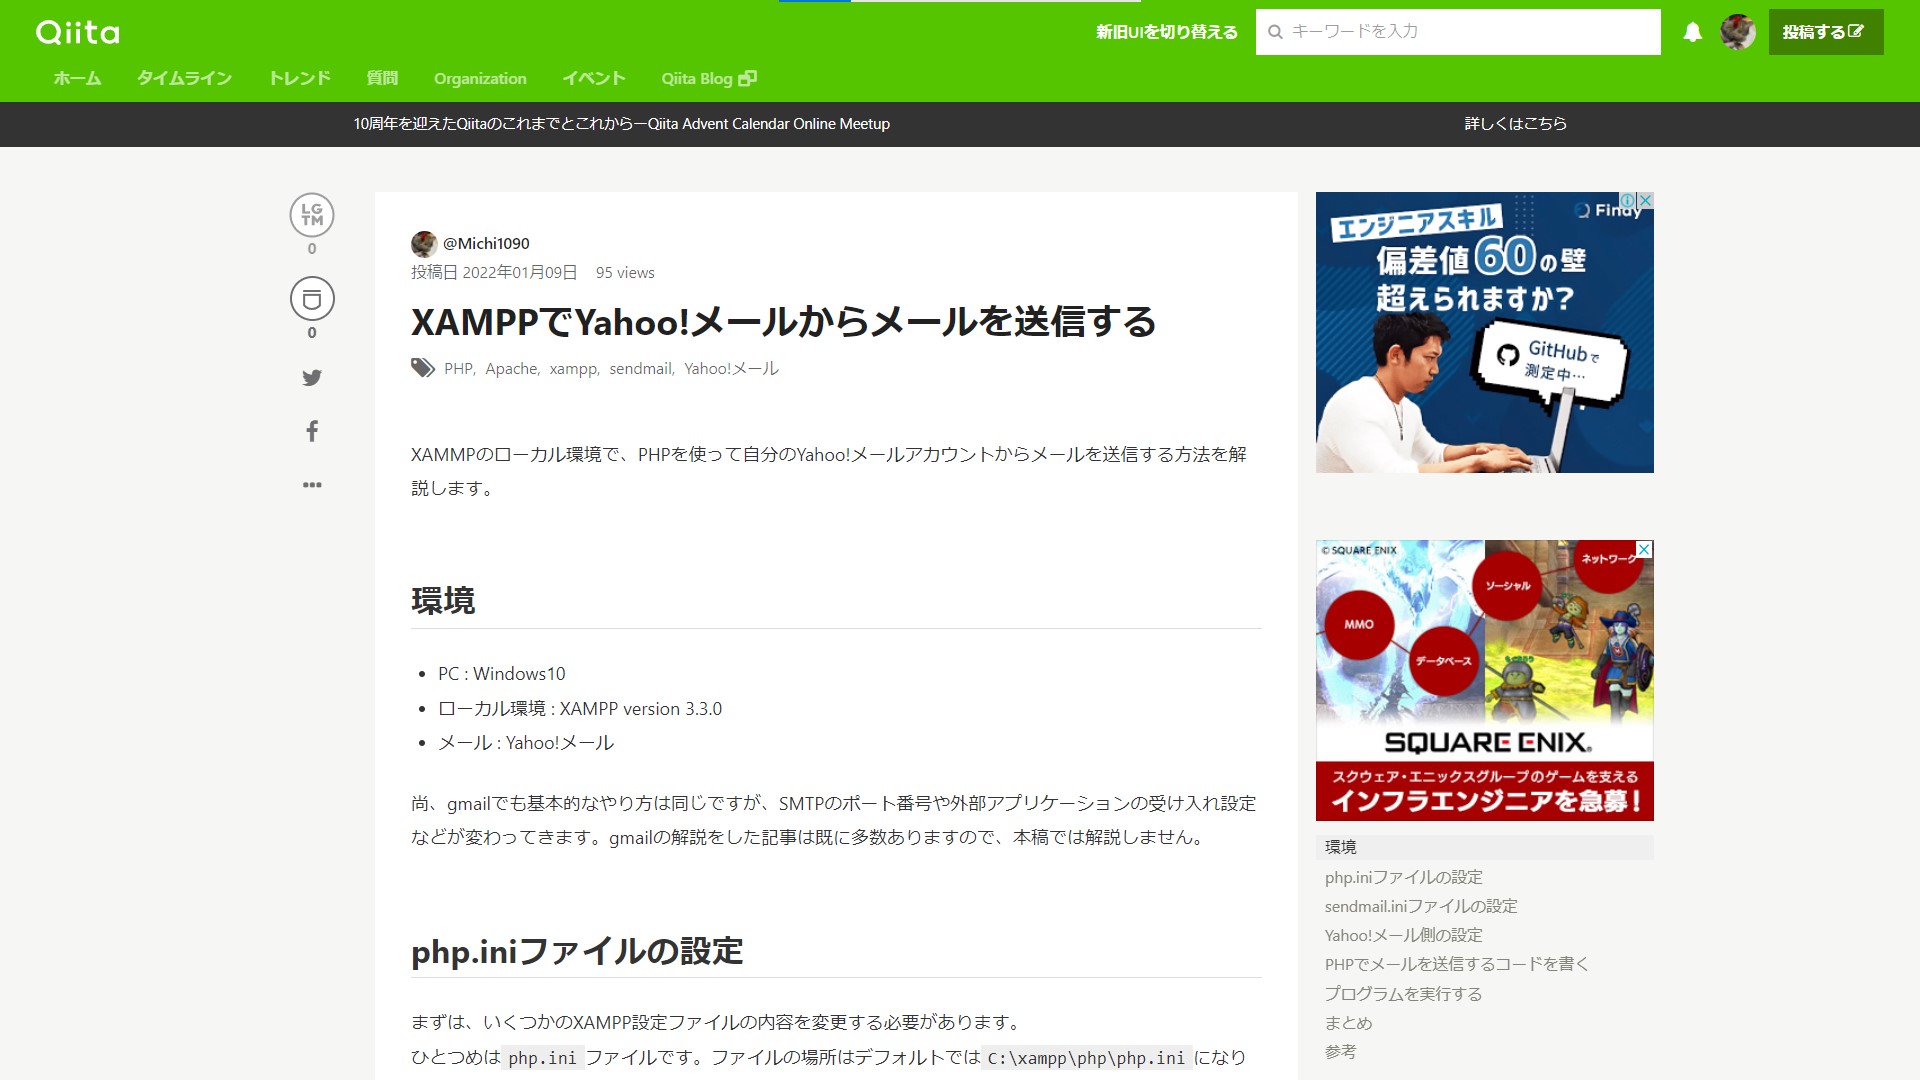 Qiita
新旧UIを切り替える
キーワードを入力
投稿する
ホーム タイムライン トレンド 質問 Organization イベント Qiita Blog
10周年を迎えたQiitaのこれまでとこれからーQiita Advent Calendar Online Meetup
詳しくはこちら
LG
TM
0
0
@Michi1090
投稿日 2022年01月09日 95 views
XAMPPでYahoo!メールからメールを送信する
PHP, Apache, xampp, sendmail, Yahoo!メール
XAMMPのローカル環境で、PHPを使って自分のYahoo!メールアカウントからメールを送信する方法を解
説します。
環境
PC : Windows10
ローカル環境 : XAMPP version 3.3.0
メール : Yahoo!メール
尚、gmailでも基本的なやり方は同じですが、SMTPのポート番号や外部アプリケーションの受け入れ設定
などが変わってきます。gmailの解説をした記事は既に多数ありますので、本稿では解説しません。
php.iniファイルの設定
まずは、いくつかのXAMPP設定ファイルの内容を変更する必要があります。
ひとつめは php.ini ファイルです。ファイルの場所はデフォルトでは C:\xampp\php\php.ini になり
Findy
エンジニアスキル
偏差値60の壁
超えられますか?
GitHubで
測定中…
© SQUARE ENIX
ネットワーク
ソーシャル
MMO
データベース
SQUARE ENIX®
スクウェア・エニックスグループのゲームを支える
インフラエンジニアを急募!
環境
php.iniファイルの設定
sendmail.iniファイルの設定
Yahoo!メール側の設定
PHPでメールを送信するコードを書く
プログラムを実行する
まとめ
参考